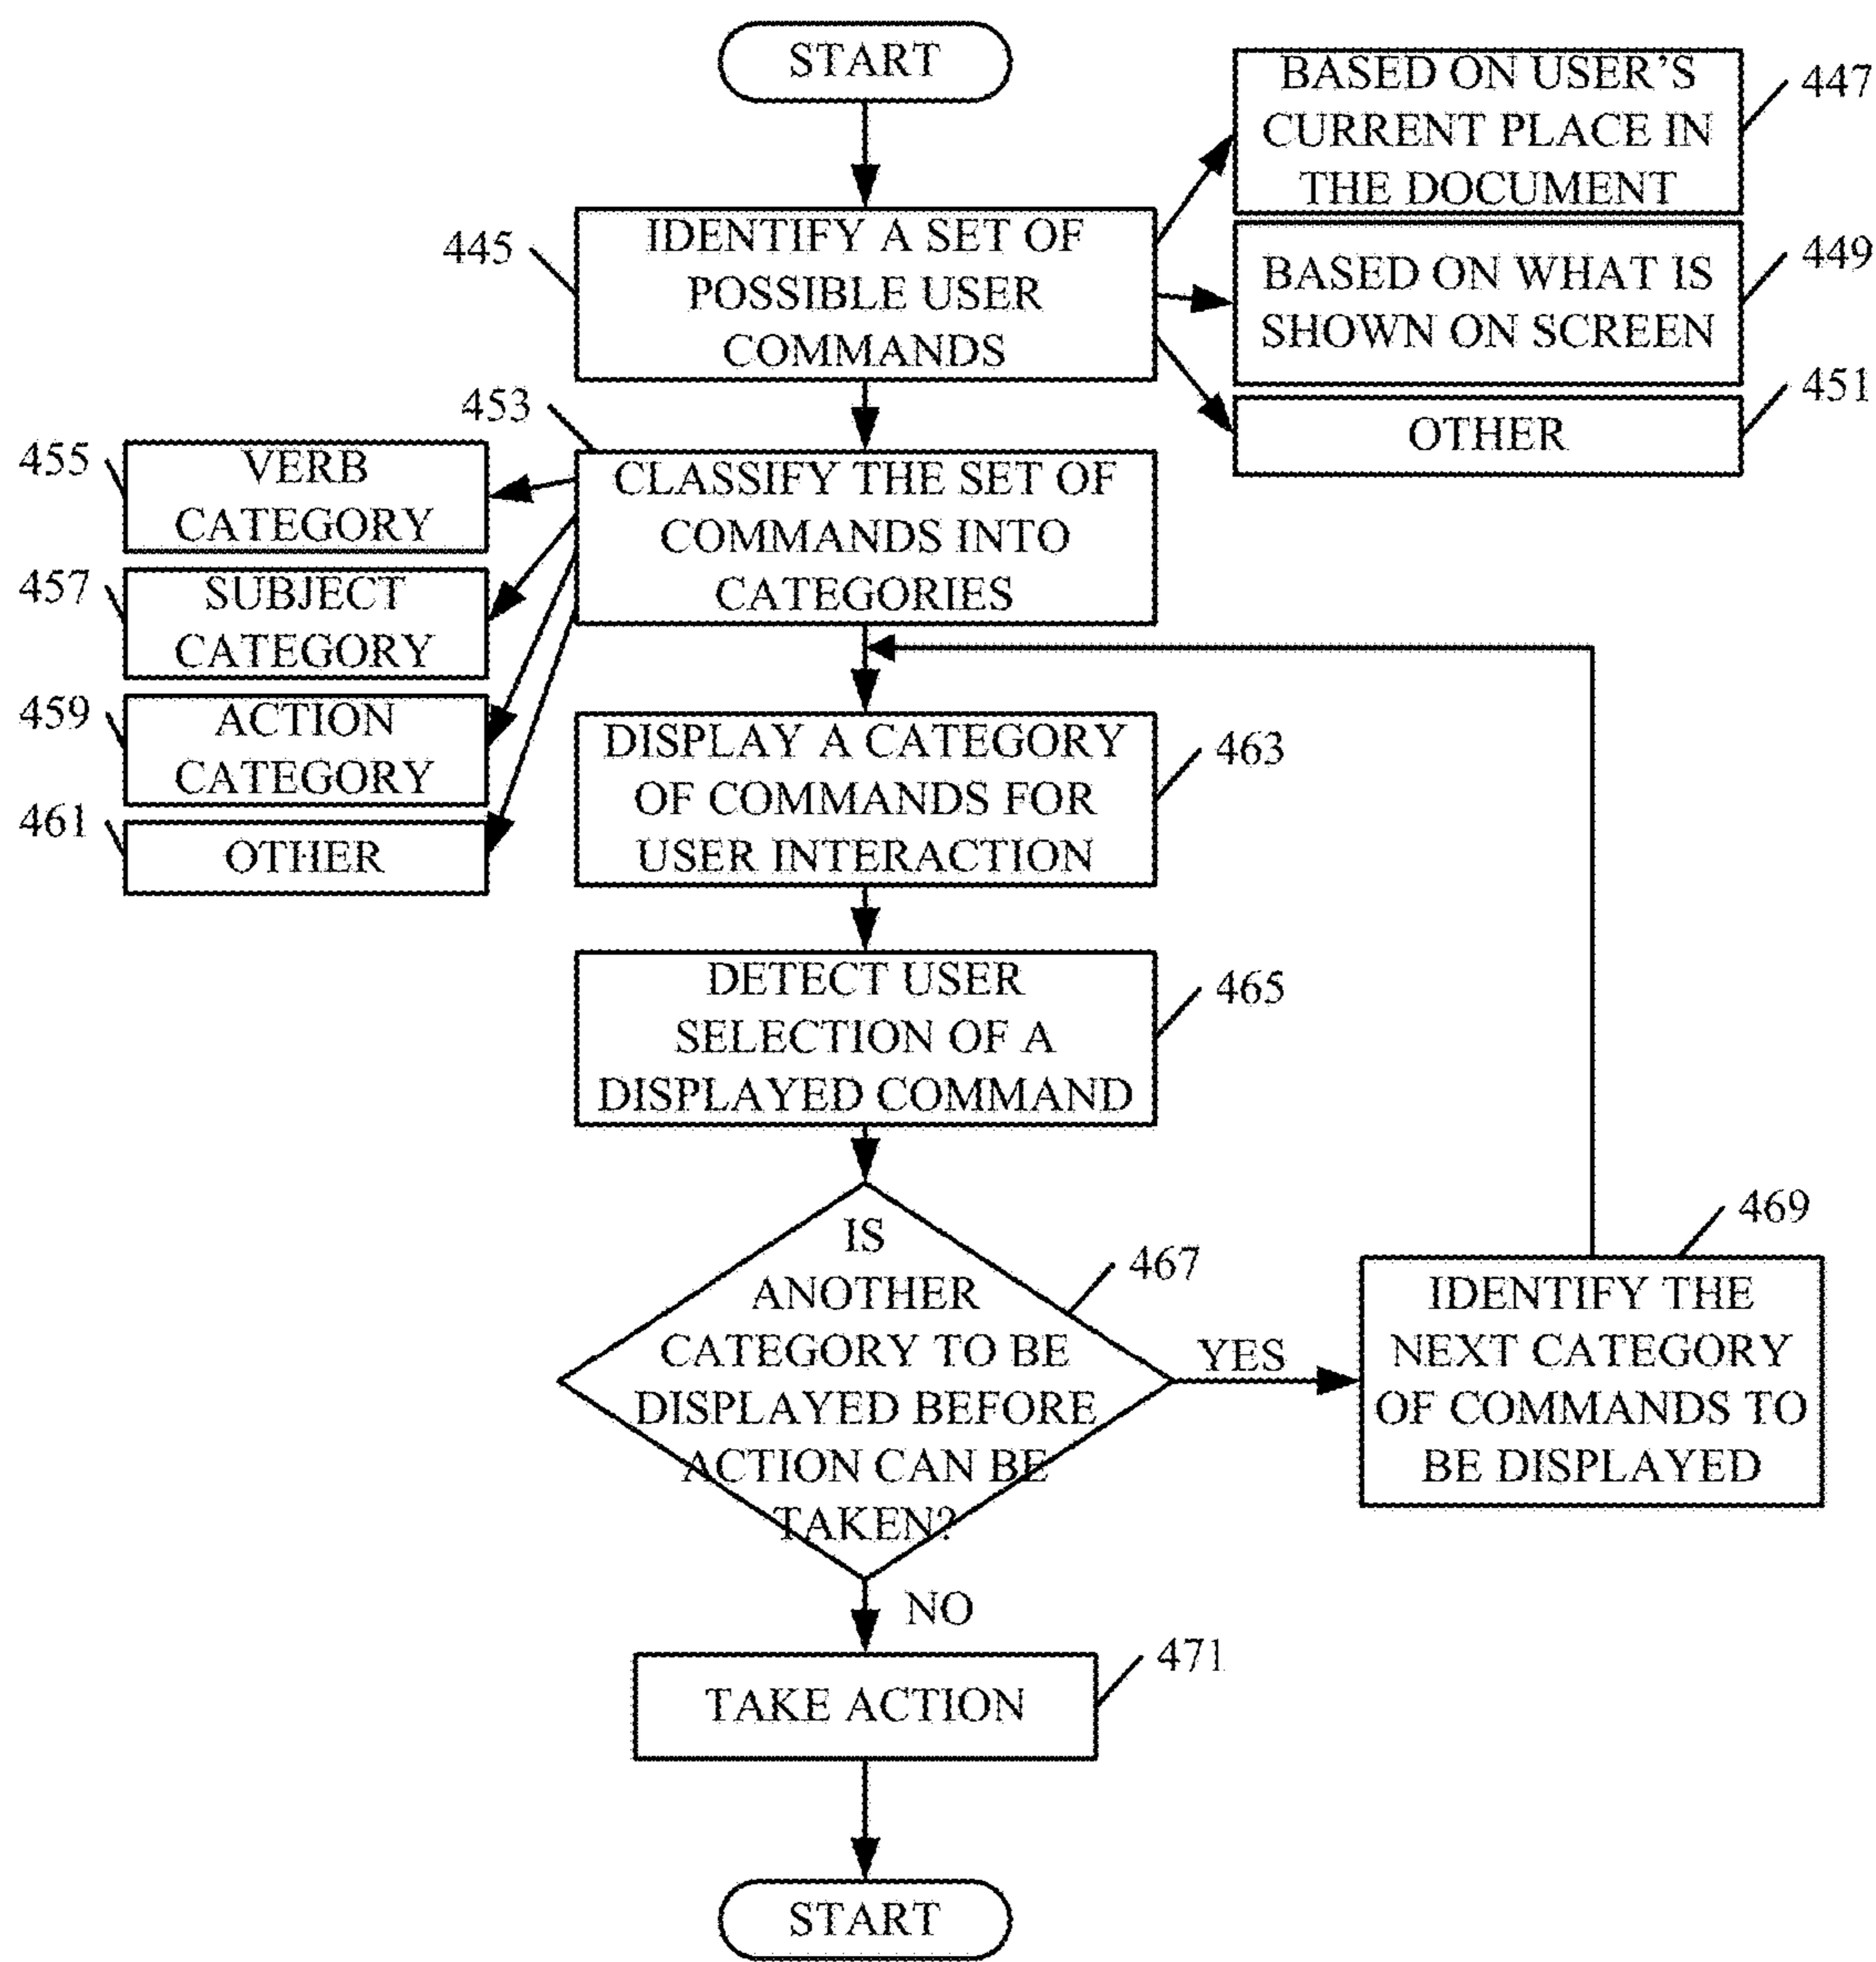 START
BASED ON USER'S
CURRENT PLACE IN
THE DOCUMENT
447
445
IDENTIFY A SET OF
POSSIBLE USER
COMMANDS
BASED ON WHAT IS
SHOWN ON SCREEN
449
OTHER
451
453
CLASSIFY THE SET OF
COMMANDS INTO
CATEGORIES
455
VERB
CATEGORY
457
SUBJECT
CATEGORY
459
ACTION
CATEGORY
461
OTHER
DISPLAY A CATEGORY
OF COMMANDS FOR
USER INTERACTION
463
DETECT USER
SELECTION OF A
DISPLAYED COMMAND
465
IS
ANOTHER
CATEGORY TO BE
DISPLAYED BEFORE
ACTION CAN BE
TAKEN?
467
YES
469
IDENTIFY THE
NEXT CATEGORY
OF COMMANDS TO
BE DISPLAYED
NO
TAKE ACTION
471
START